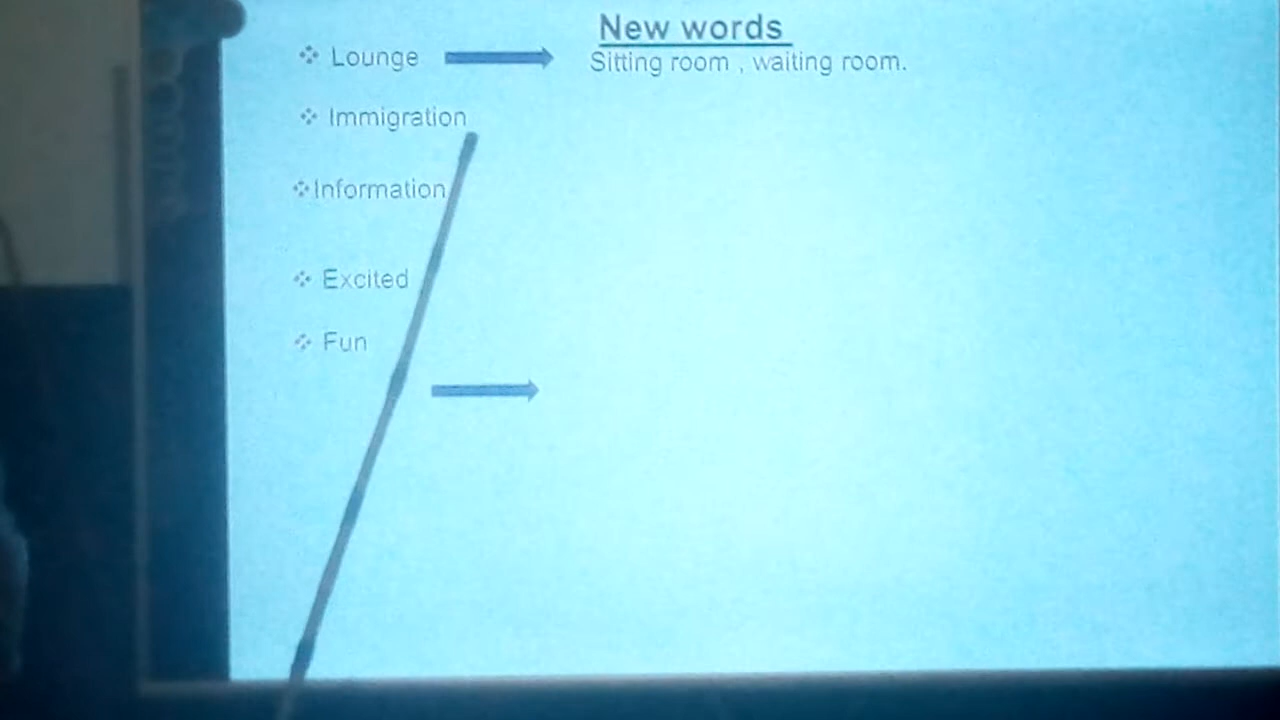 New words
Lounge Sitting room , waiting room.
Immigration
Information
Excited
Fun